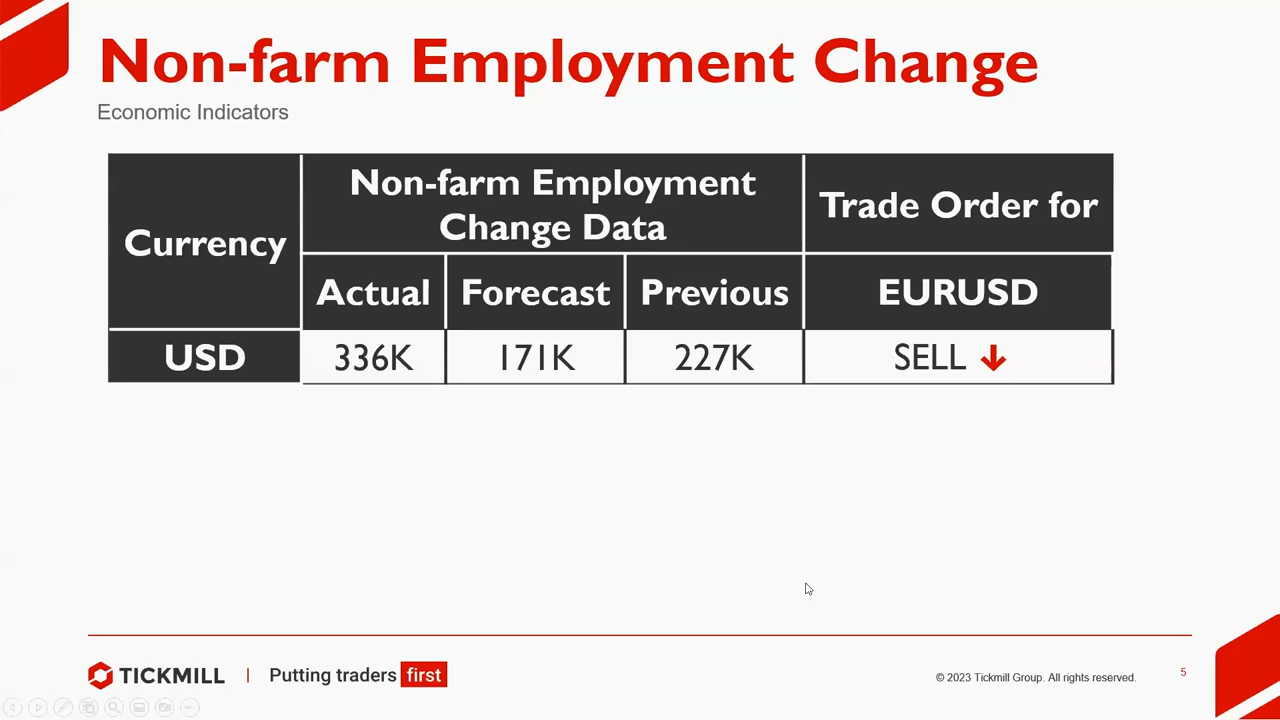 Non-farm Employment Change
Economic Indicators
Currency
Non-farm Employment
Change Data
Trade Order for
Actual
Forecast
Previous
EURUSD
USD
336K
171K
227K
SELL
TICKMILL
Putting traders first
© 2023 Tickmill Group. All rights reserved.
5